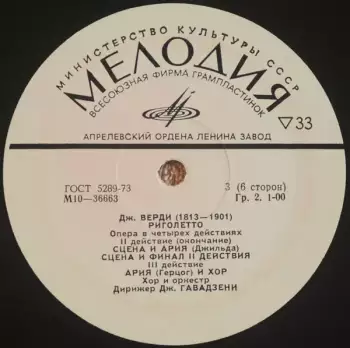 МИНИСТЕРСТВО КУЛЬТУРЫ СССР
МЕЛОДИЯ
ВСЕСОЮЗНАЯ ФИРМА ГРАМПЛАСТИНОК
АПРЕЛЕВСКИЙ ОРДЕНА ЛЕНИНА ЗАВОД
▽33
ГОСТ 5289-73
М10—36663
3 (6 сторон)
Гр. 2. 1-00
Дж. ВЕРДИ (1813—1901)
РИГОЛЕТТО
Опера в четырех действиях
II действие (окончание)
СЦЕНА И АРИЯ (Джильда)
СЦЕНА И ФИНАЛ II ДЕЙСТВИЯ
III действие
АРИЯ (Герцог) И ХОР
Хор и оркестр
Дирижер Дж. ГАВАДЗЕНИ